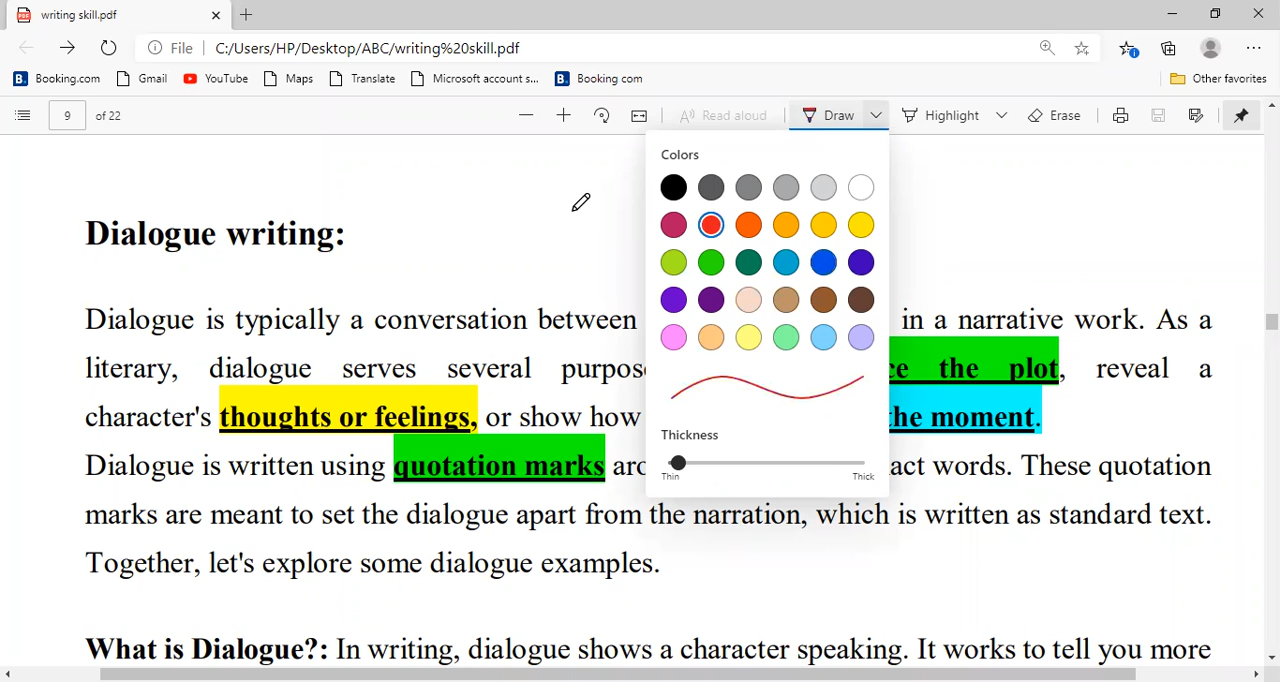 writing skill.pdf
File C:/Users/HP/Desktop/ABC/writing%20skill.pdf
B. Booking.com Gmail YouTube Maps Translate Microsoft account s... B. Booking com Other favorites
9 of 22 Read aloud Draw Highlight Erase
Colors
Thickness
Thin Thick
Dialogue writing:
Dialogue is typically a conversation between in a narrative work. As a
literary, dialogue serves several the plot, reveal a
character's thoughts or feelings, or show how the moment.
Dialogue is written using quotation marks words. These quotation
marks are meant to set the dialogue apart from the narration, which is written as standard text.
Together, let's explore some dialogue examples.
What is Dialogue?: In writing, dialogue shows a character speaking. It works to tell you more